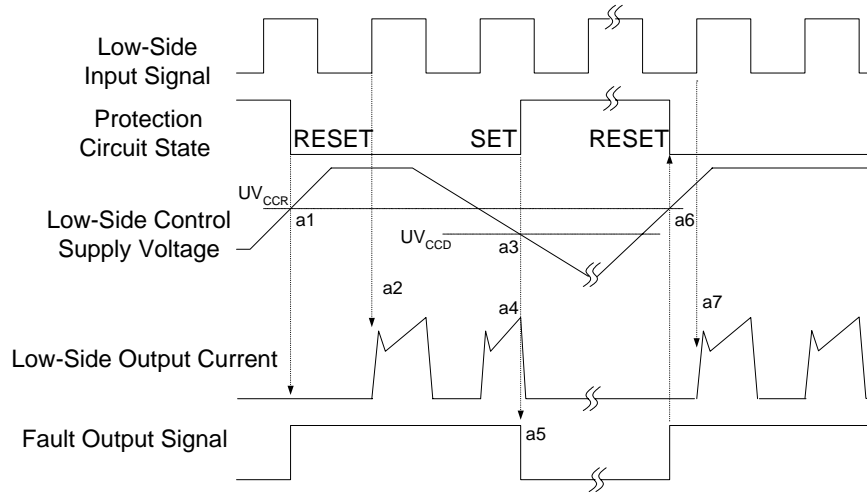 Low-Side
Input Signal
Protection
Circuit State
RESET
SET
RESET
UVCCR
a1
a6
Low-Side Control
Supply Voltage
UVCCD
a3
a2
a4
a7
Low-Side Output Current
Fault Output Signal
a5